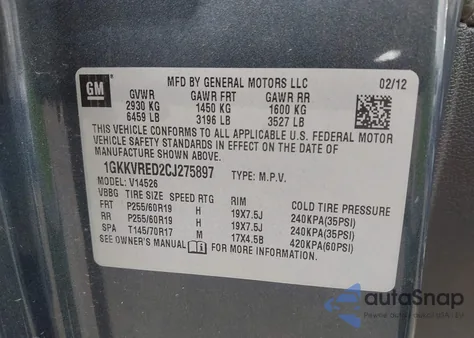 GM
MFD BY GENERAL MOTORS LLC 02/12
GVWR GAWR FRT GAWR RR
2930 KG 1450 KG 1600 KG
6459 LB 3196 LB 3527 LB
THIS VEHICLE CONFORMS TO ALL APPLICABLE U.S. FEDERAL MOTOR
VEHICLE SAFETY STANDARDS IN EFFECT ON THE DATE OF
MANUFACTURE SHOWN ABOVE.
1GKKVRED2CJ275897 TYPE: M.P.V.
MODEL: V14526
VBBG TIRE SIZE SPEED RTG RIM COLD TIRE PRESSURE
FRT P255/60R19 H 19X7.5J 240KPA(35PSI)
RR P255/60R19 H 19X7.5J 240KPA(35PSI)
SPA T145/70R17 M 17X4.5B 420KPA(60PSI)
SEE OWNER'S MANUAL FOR MORE INFORMATION.
autoSnap